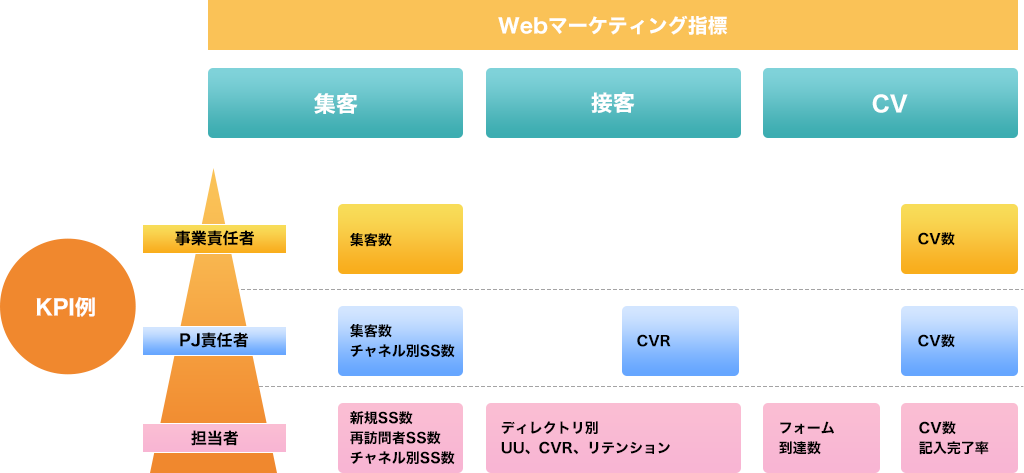 Webマーケティング指標
集客
接客
CV
KPI例
事業責任者
集客数
CV数
PJ責任者
集客数
チャネル別SS数
CVR
CV数
担当者
新規SS数
再訪問者SS数
チャネル別SS数
ディレクトリ別
UU、CVR、リテンション
フォーム
到達数
CV数
記入完了率